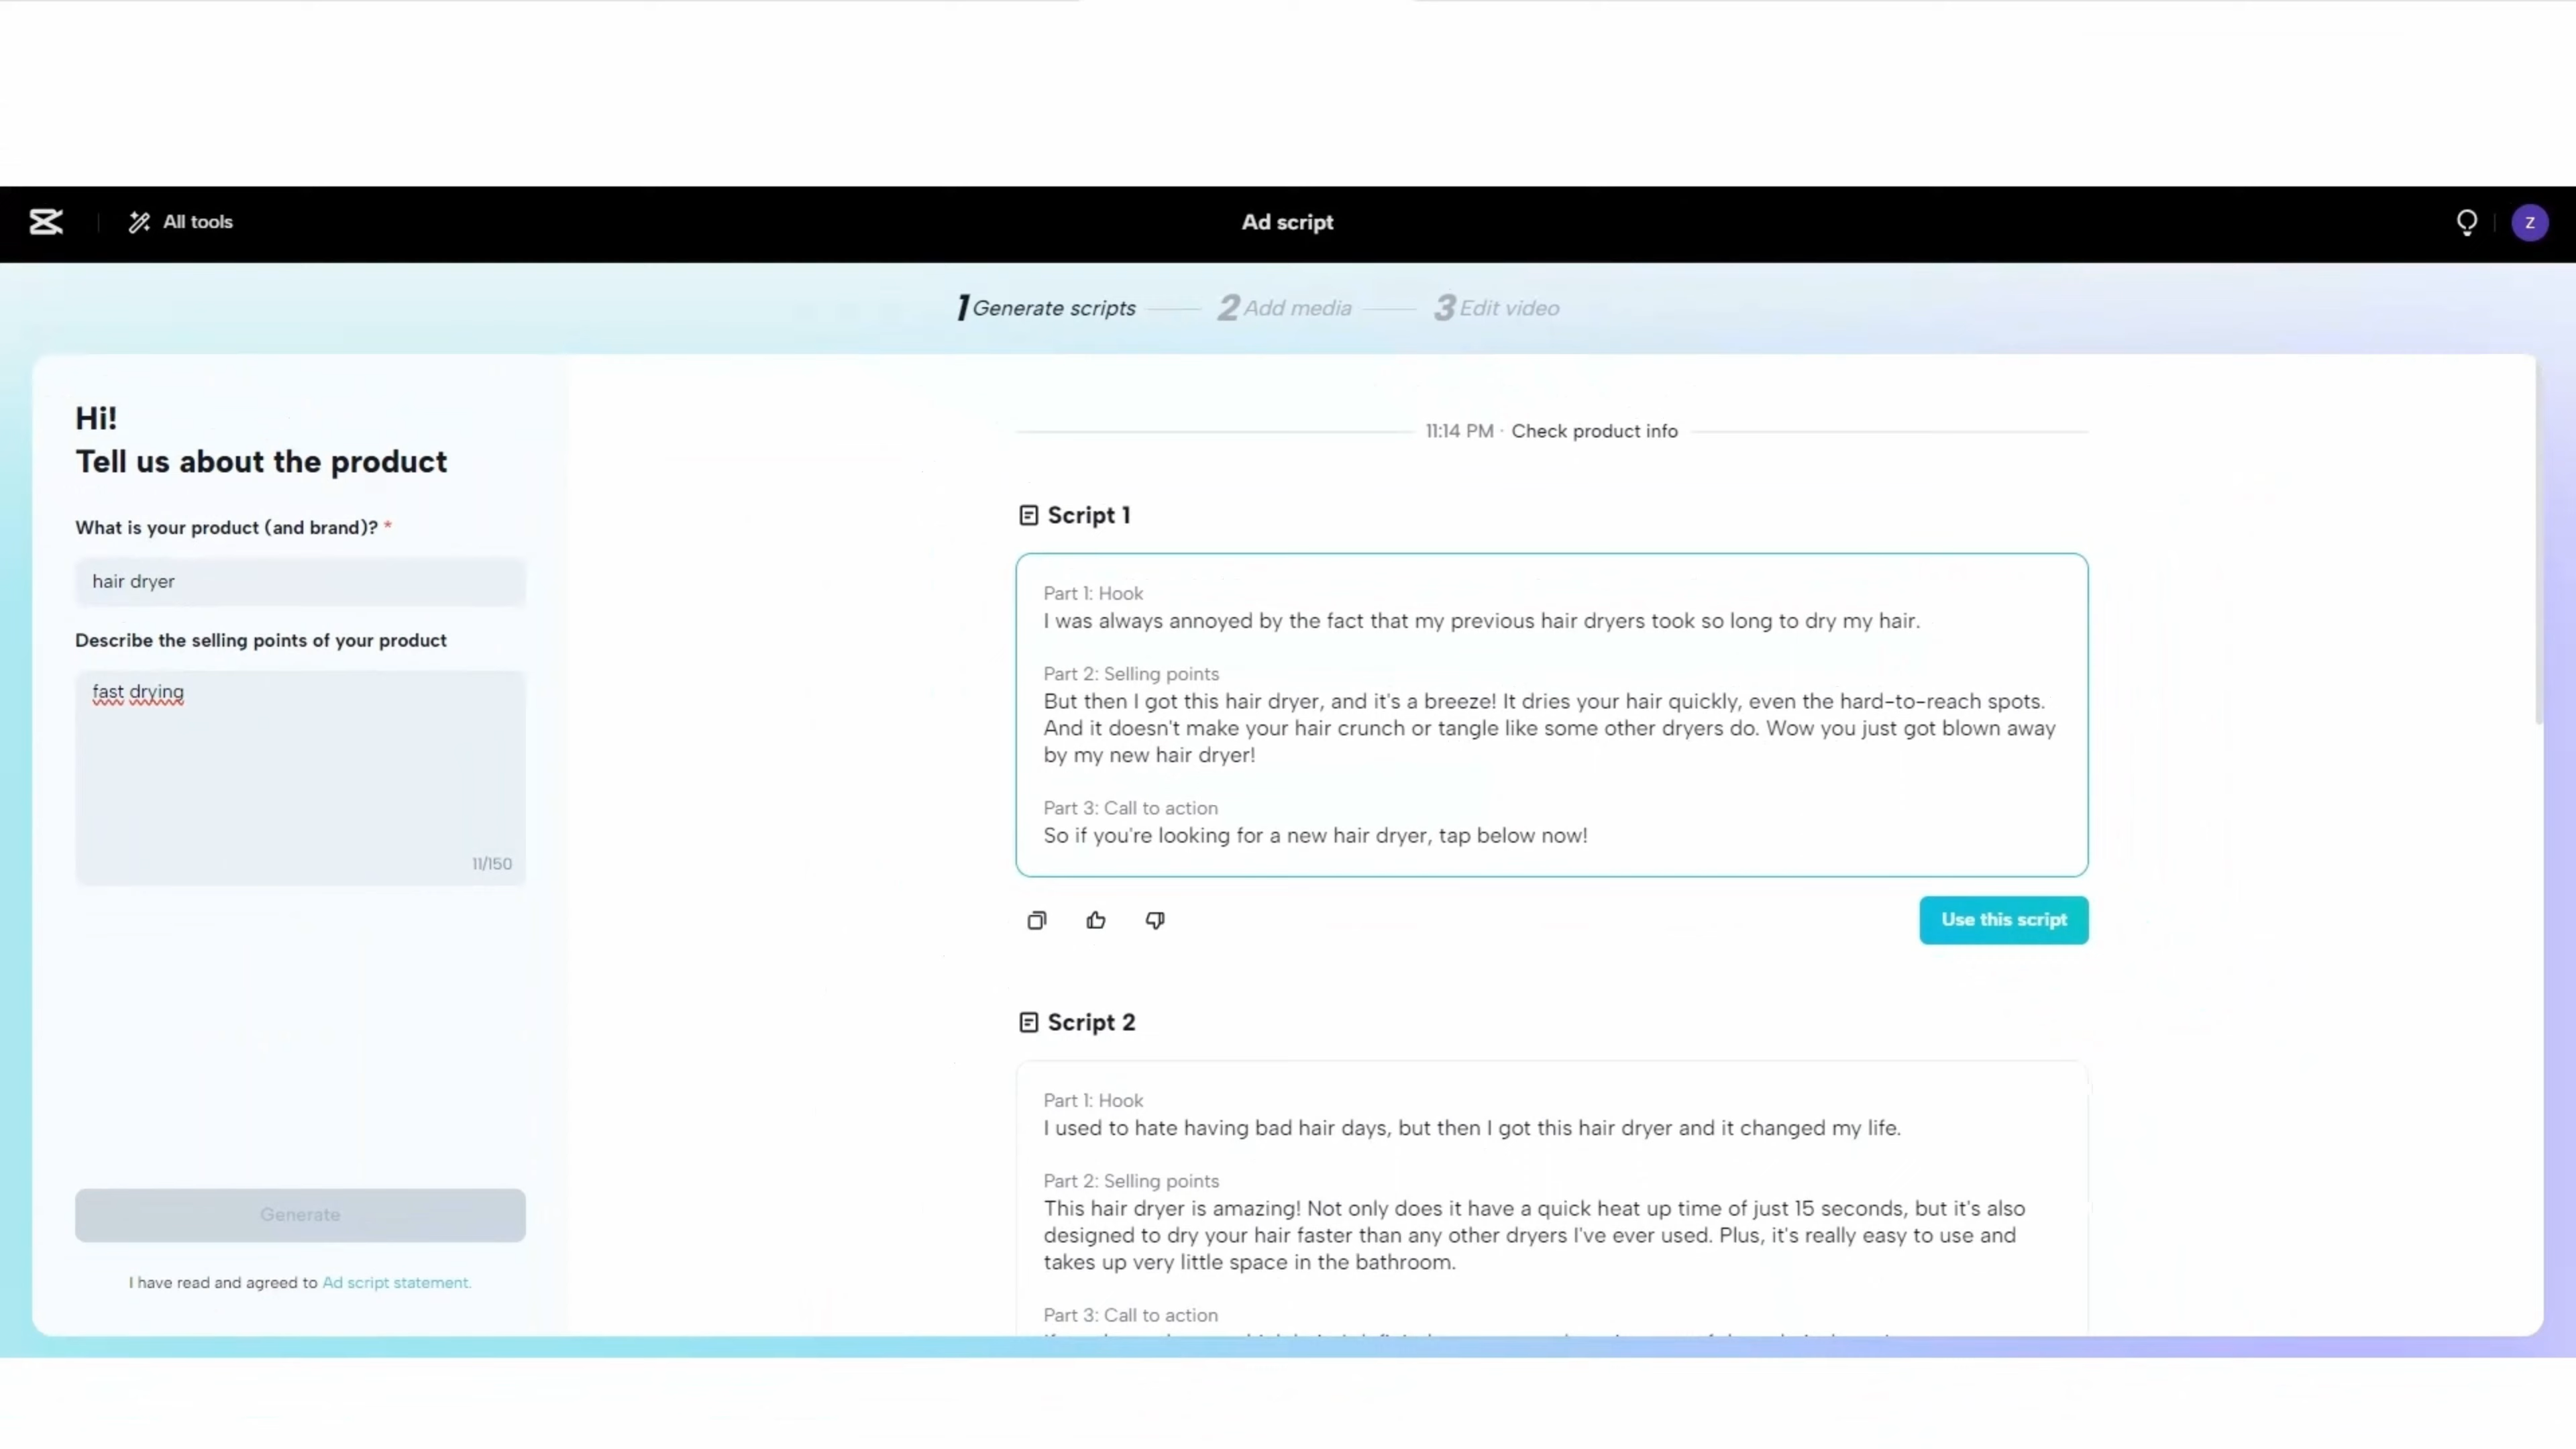 All tools
Ad script
Z
1 Generate scripts
2 Add media
3 Edit video
Hi!
Tell us about the product
What is your product (and brand)? *
hair dryer
Describe the selling points of your product
fast drying
11/150
Generate
I have read and agreed to Ad script statement.
11:14 PM · Check product info
Script 1
Part 1: Hook
I was always annoyed by the fact that my previous hair dryers took so long to dry my hair.
Part 2: Selling points
But then I got this hair dryer, and it's a breeze! It dries your hair quickly, even the hard-to-reach spots.
And it doesn't make your hair crunch or tangle like some other dryers do. Wow you just got blown away
by my new hair dryer!
Part 3: Call to action
So if you're looking for a new hair dryer, tap below now!
Use this script
Script 2
Part 1: Hook
I used to hate having bad hair days, but then I got this hair dryer and it changed my life.
Part 2: Selling points
This hair dryer is amazing! Not only does it have a quick heat up time of just 15 seconds, but it's also
designed to dry your hair faster than any other dryers I've ever used. Plus, it's really easy to use and
takes up very little space in the bathroom.
Part 3: Call to action